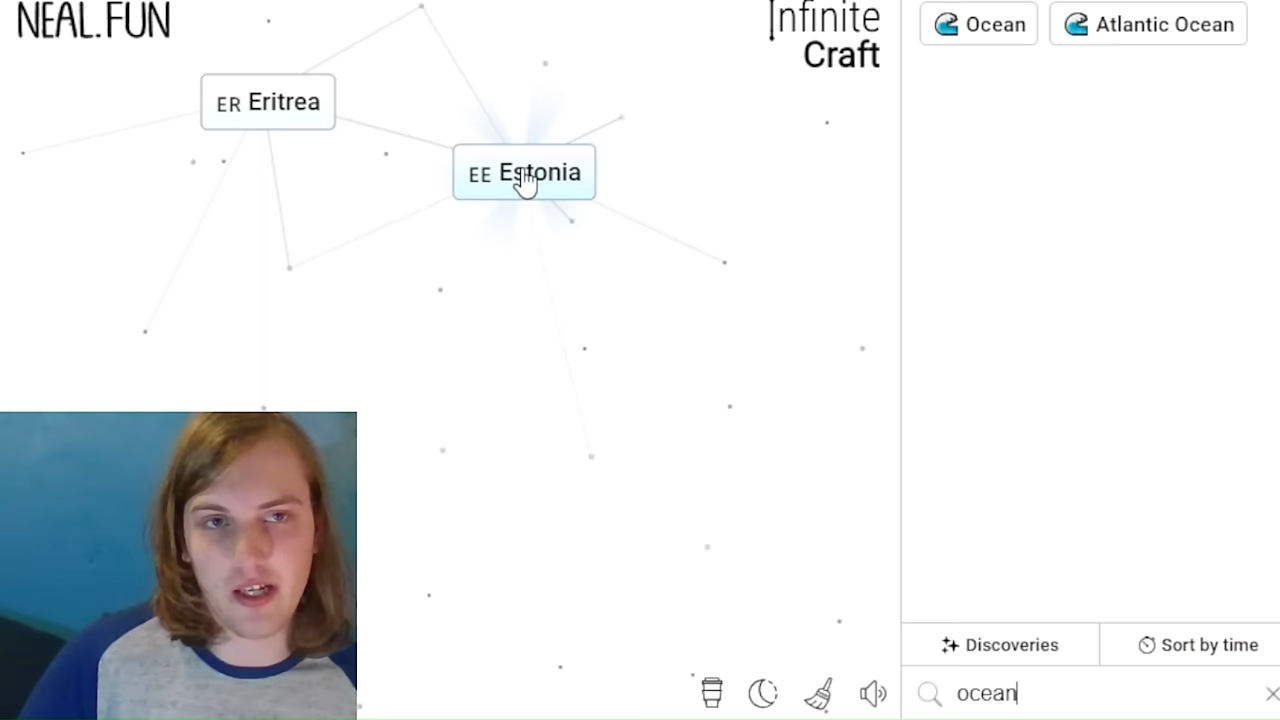 NEAL.FUN
Infinite
Craft
Ocean
Atlantic Ocean
ER Eritrea
EE Estonia
Discoveries
Sort by time
ocean